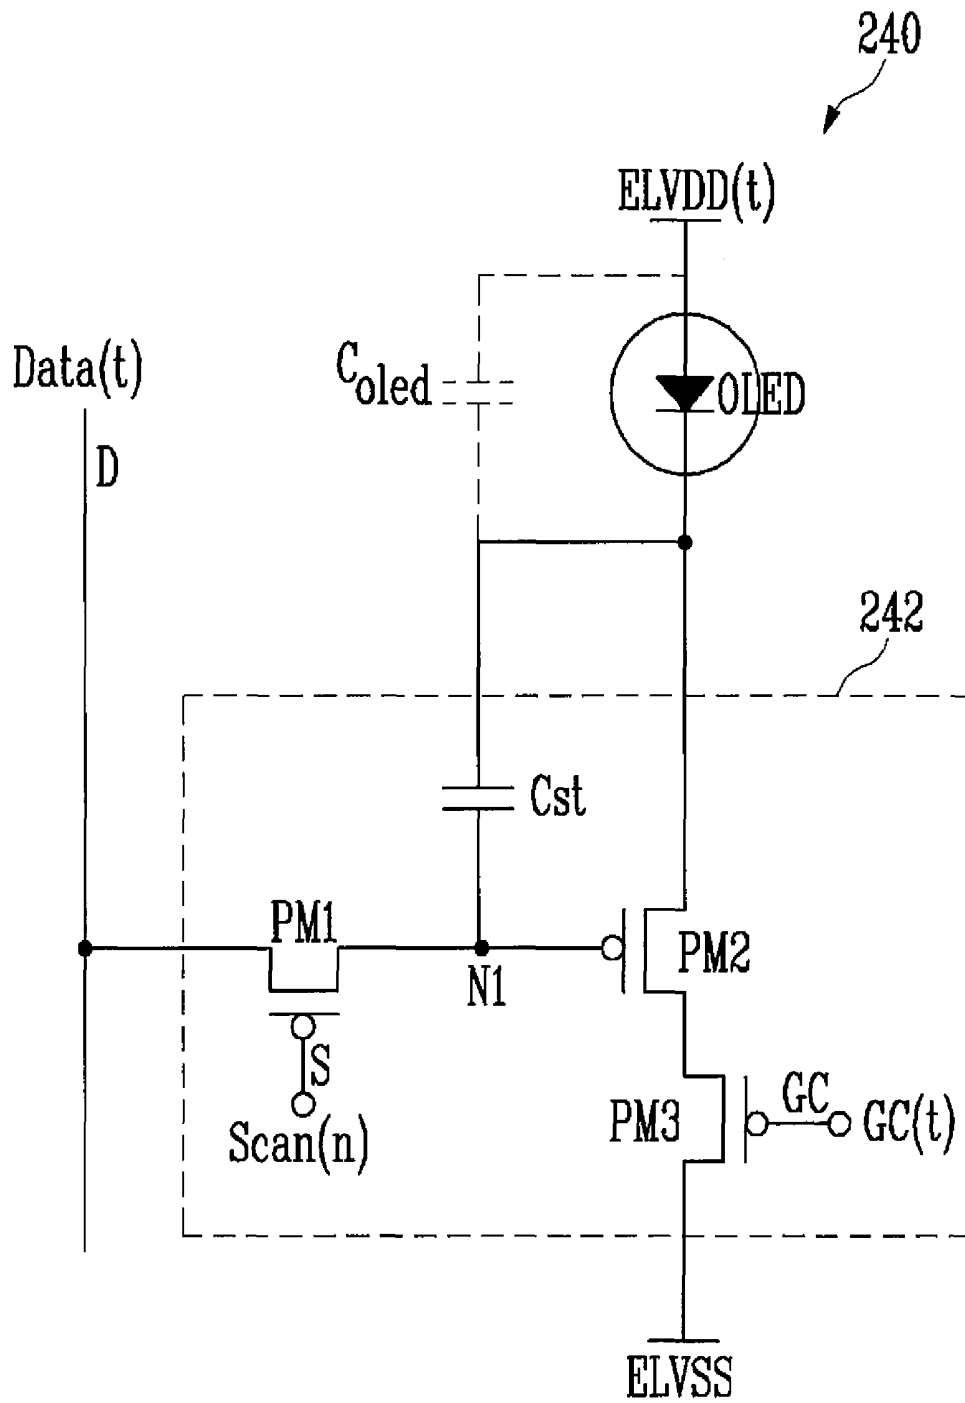 240
ELVDD(t)
Data(t)
Coled
OLED
D
242
Cst
PM1
PM2
N1
S
PM3
GC
GC(t)
Scan(n)
ELVSS